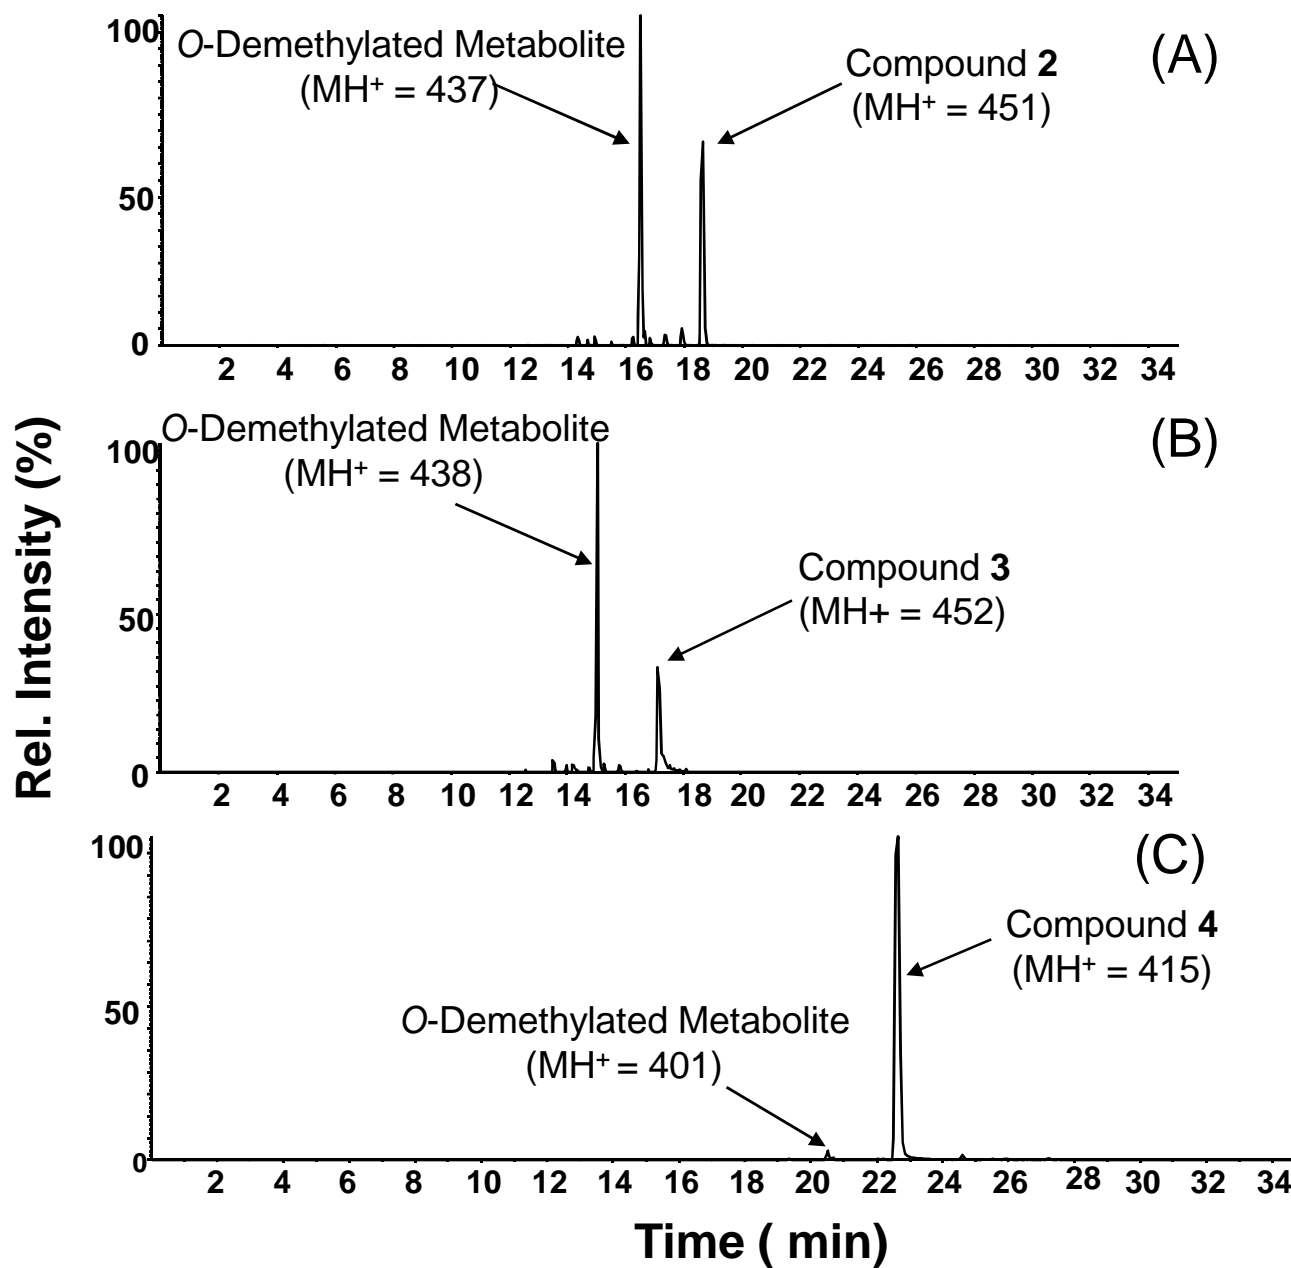 100
O-Demethylated Metabolite
(MH+ = 437)
Compound 2
(MH+ = 451)
(A)
50
0
2 4 6 8 10 12 14 16 18 20 22 24 26 28 30 32 34
O-Demethylated Metabolite
(MH+ = 438)
100
(B)
Compound 3
(MH+ = 452)
50
0
2 4 6 8 10 12 14 16 18 20 22 24 26 28 30 32 34
Rel. Intensity (%)
100
(C)
Compound 4
(MH+ = 415)
50
O-Demethylated Metabolite
(MH+ = 401)
0
2 4 6 8 10 12 14 16 18 20 22 24 26 28 30 32 34
Time ( min)